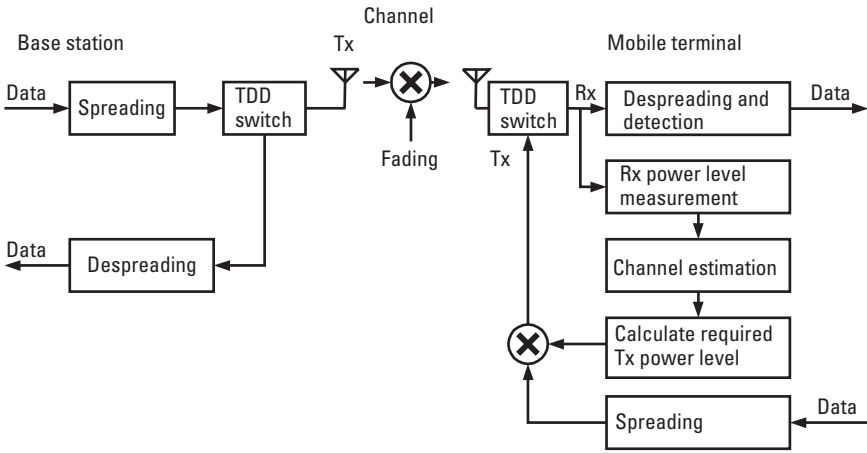 Channel
Base station
Tx
Mobile terminal
Data
Spreading
TDD
switch
TDD
switch
Rx
Despreading and
detection
Data
Fading
Tx
Rx power level
measurement
Data
Despreading
Channel estimation
Calculate required
Tx power level
Spreading
Data